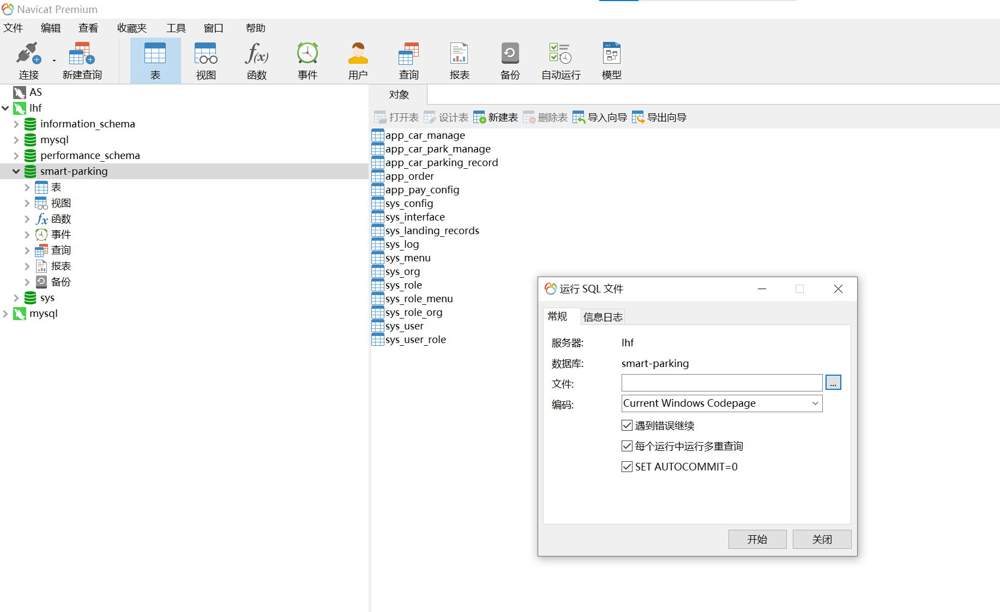 Navicat Premium
文件 编辑 查看 收藏夹 工具 窗口 帮助
连接 新建查询 表 视图 函数 事件 用户 查询 报表 备份 自动运行 模型
AS
lhf
information_schema
mysql
performance_schema
smart-parking
表
视图
函数
事件
查询
报表
备份
sys
mysql
对象
打开表 设计表 新建表 删除表 导入向导 导出向导
app_car_manage
app_car_park_manage
app_car_parking_record
app_order
app_pay_config
sys_config
sys_interface
sys_landing_records
sys_log
sys_menu
sys_org
sys_role
sys_role_menu
sys_role_org
sys_user
sys_user_role
运行 SQL 文件
常规 信息日志
服务器: lhf
数据库: smart-parking
文件: ...
编码: Current Windows Codepage
遇到错误继续
每个运行中运行多重查询
SET AUTOCOMMIT=0
开始 关闭